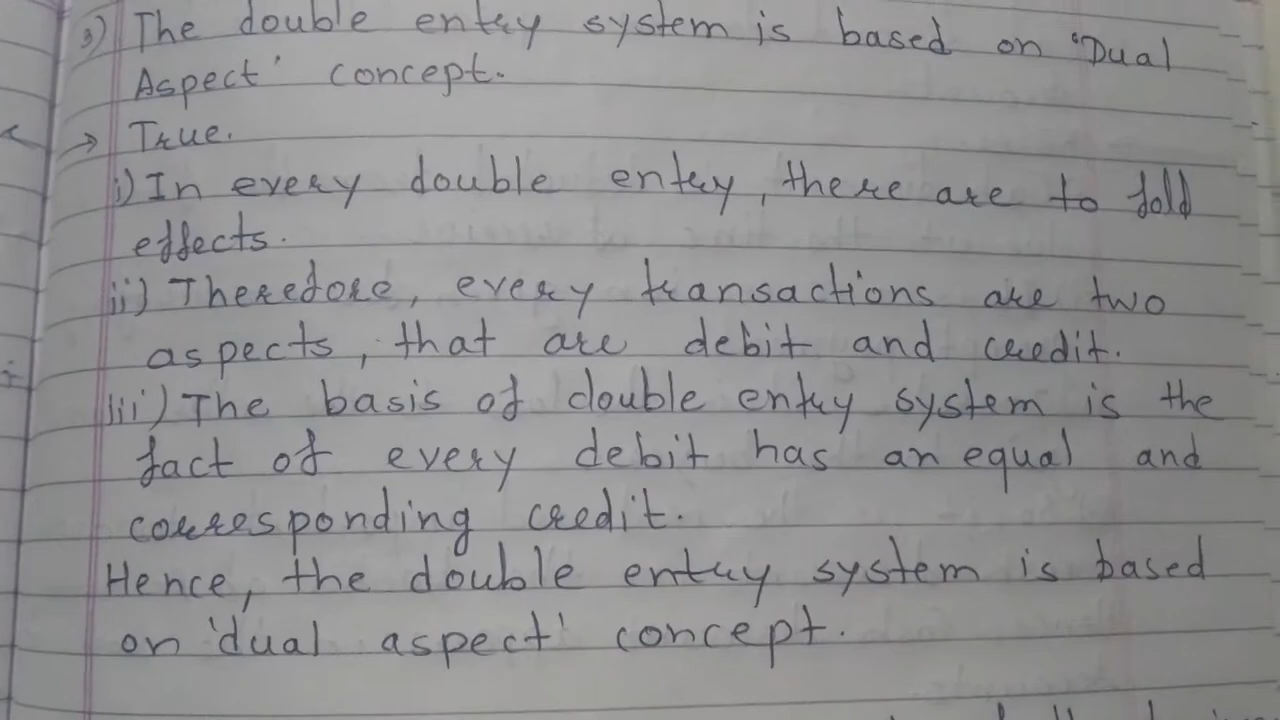 3) The double entry system is based on 'Dual
Aspect' concept.
→ True.
i) In every double entry, there are to fold
effects.
ii) Therefore, every transactions are two
aspects, that are debit and credit.
iii) The basis of double entry system is the
fact of every debit has an equal and
corresponding credit.
Hence, the double entry system is based
on 'dual aspect' concept.